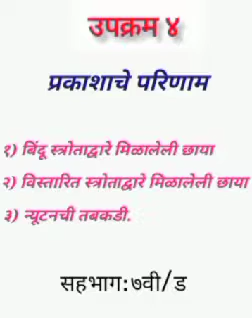 उपक्रम ४
प्रकाशाचे परिणाम
१) बिंदू स्त्रोताद्वारे मिळालेली छाया
२) विस्तारित स्त्रोताद्वारे मिळालेली छाया
३) न्यूटनची तबकडी.
सहभाग:७वी/ड